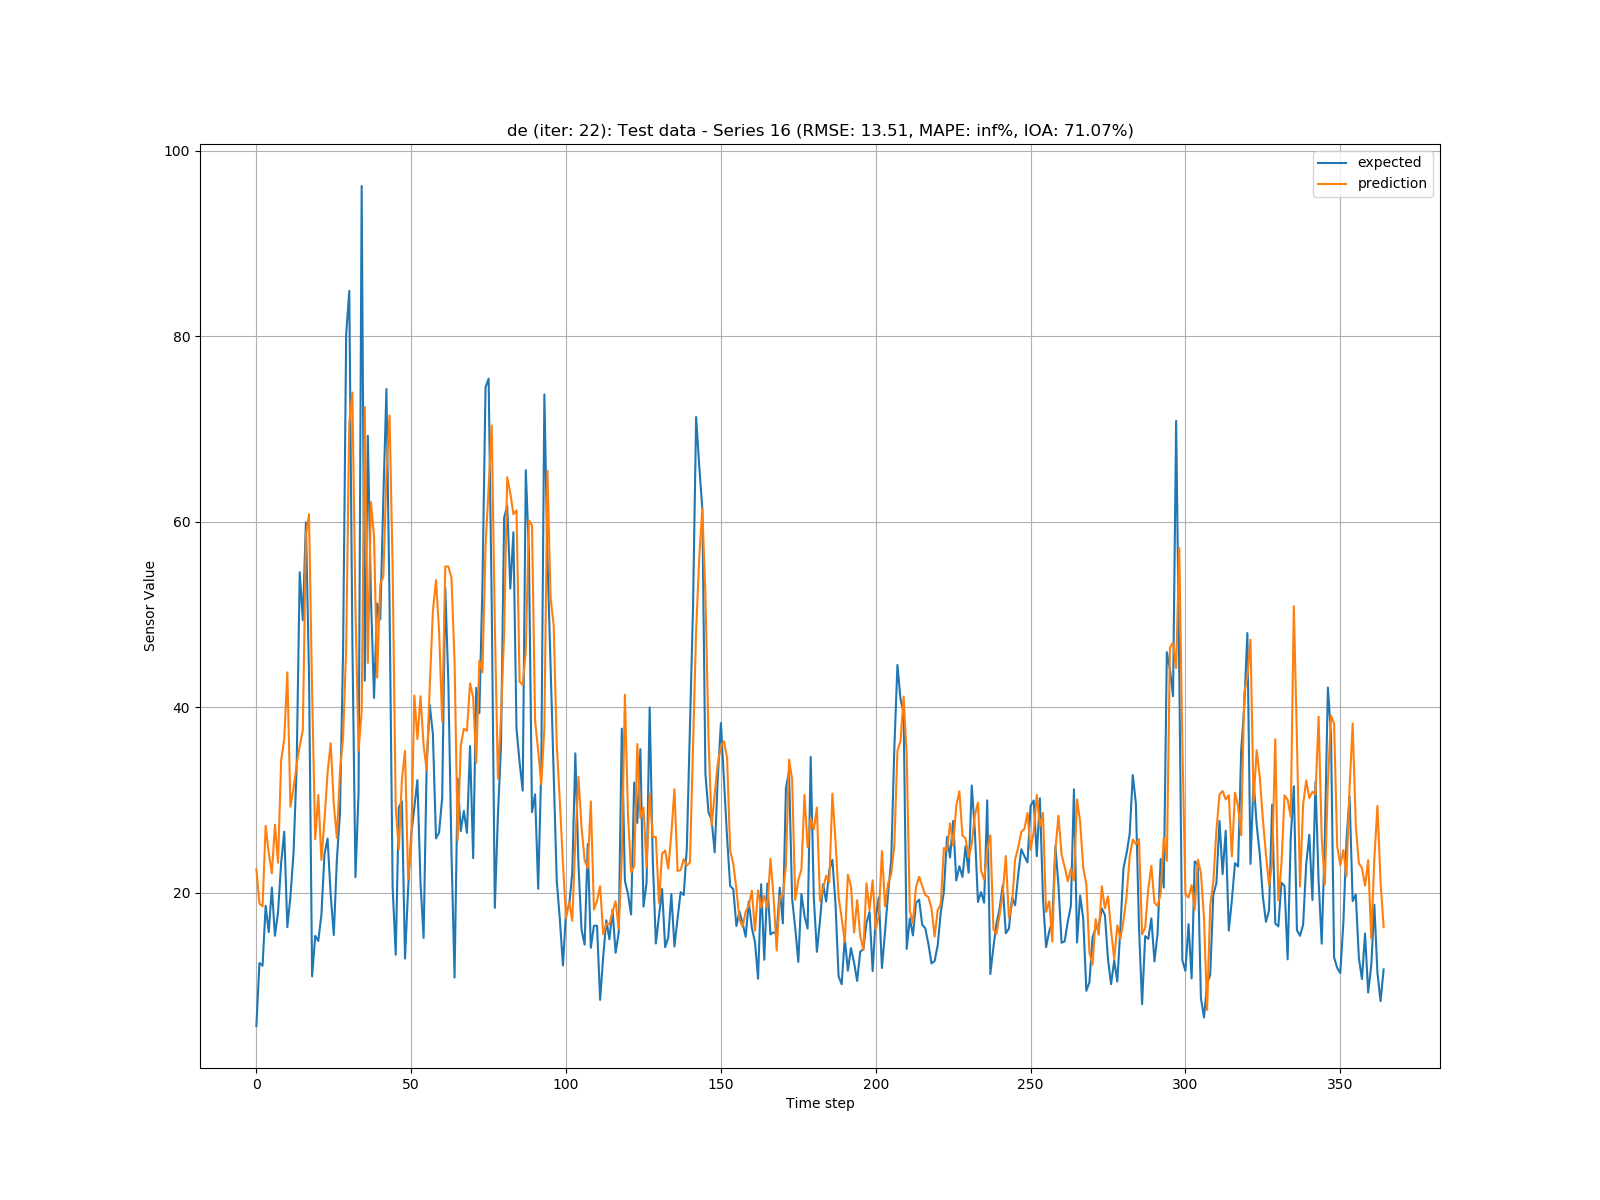 de (iter: 22): Test data - Series 16 (RMSE: 13.51, MAPE: inf%, IOA: 71.07%)
expected
prediction
100
80
60
40
20
Sensor Value
0 50 100 150 200 250 300 350
Time step